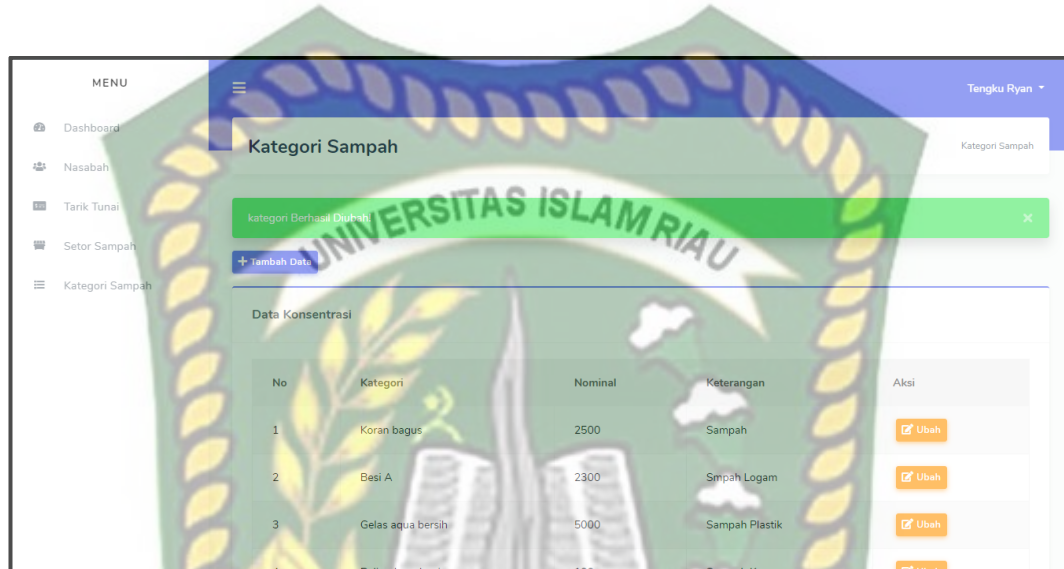 MENU
Tengku Ryan
Dashboard
Kategori Sampah
Kategori Sampah
Nasabah
UNIVERSITAS ISLAM RIAU
Tarik Tunai
kategori Berhasil Diubah!
×
Setor Sampah
+ Tambah Data
Kategori Sampah
Data Konsentrasi
No Kategori Nominal Keterangan Aksi
1 Koran bagus 2500 Sampah Ubah
2 Besi A 2300 Smpah Logam Ubah
3 Gelas aqua bersih 5000 Sampah Plastik Ubah